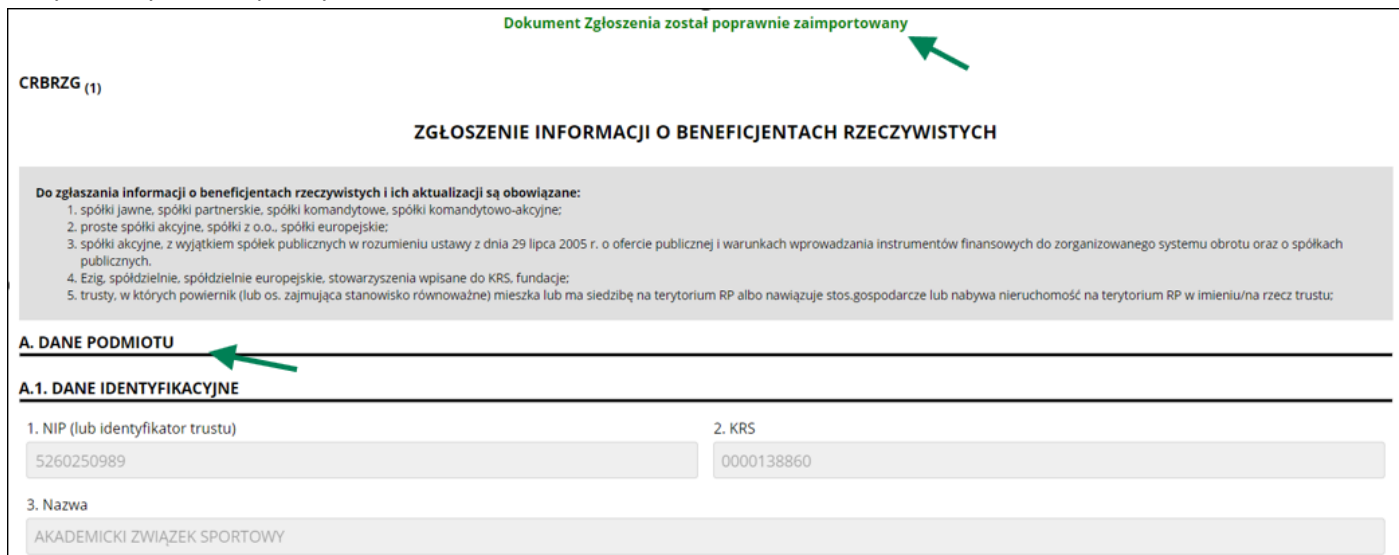 Dokument Zgłoszenia został poprawnie zaimportowany
CRBRZG (1)
ZGŁOSZENIE INFORMACJI O BENEFICJENTACH RZECZYWISTYCH
Do zgłaszania informacji o beneficjentach rzeczywistych i ich aktualizacji są obowiązane:
1. spółki jawne, spółki partnerskie, spółki komandytowe, spółki komandytowo-akcyjne;
2. proste spółki akcyjne, spółki z o.o., spółki europejskie;
3. spółki akcyjne, z wyjątkiem spółek publicznych w rozumieniu ustawy z dnia 29 lipca 2005 r. o ofercie publicznej i warunkach wprowadzania instrumentów finansowych do zorganizowanego systemu obrotu oraz o spółkach
publicznych.
4. Ezig, spółdzielnie, spółdzielnie europejskie, stowarzyszenia wpisane do KRS, fundacje;
5. trusty, w których powiernik (lub os. zajmująca stanowisko równoważne) mieszka lub ma siedzibę na terytorium RP albo nawiązuje stos.gospodarcze lub nabywa nieruchomość na terytorium RP w imieniu/na rzecz trustu;
A. DANE PODMIOTU
A.1. DANE IDENTYFIKACYJNE
1. NIP (lub identyfikator trustu)
2. KRS
5260250989
0000138860
3. Nazwa
AKADEMICKI ZWIĄZEK SPORTOWY